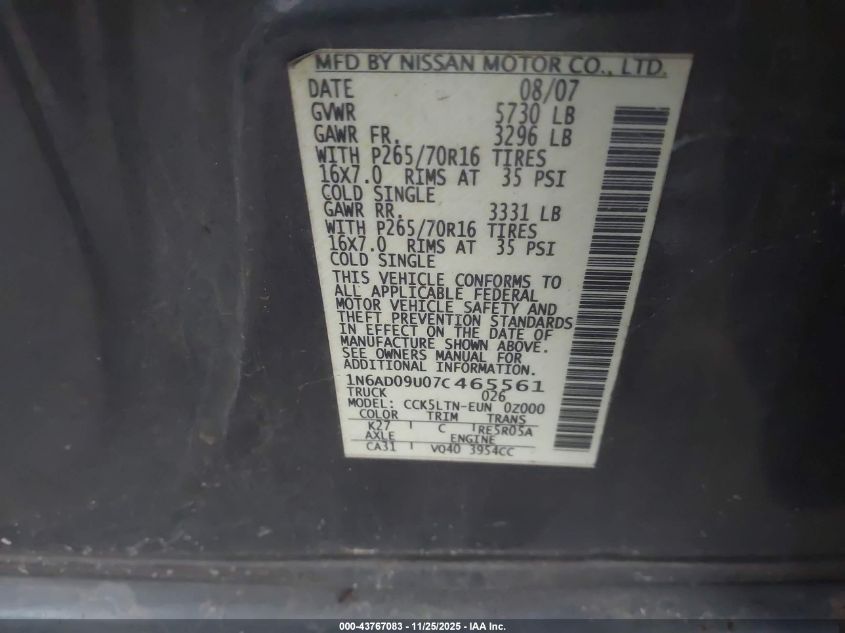 MFD BY NISSAN MOTOR CO., LTD.
DATE 08/07
GVWR 5730 LB
GAWR FR. 3296 LB
WITH P265/70R16 TIRES
16X7.0 RIMS AT 35 PSI
COLD SINGLE
GAWR RR. 3331 LB
WITH P265/70R16 TIRES
16X7.0 RIMS AT 35 PSI
COLD SINGLE
THIS VEHICLE CONFORMS TO
ALL APPLICABLE FEDERAL
MOTOR VEHICLE SAFETY AND
THEFT PREVENTION STANDARDS
IN EFFECT ON THE DATE OF
MANUFACTURE SHOWN ABOVE.
SEE OWNERS MANUAL FOR
ADDITIONAL INFORMATION.
1N6AD09U07C465561
TRUCK 026
MODEL: CCK5LTN-EUN 0Z000
COLOR TRIM TRANS
K27 C RE5R05A
AXLE ENGINE
CA31 VQ40 3954CC
000-43767083 - 11/25/2025 - IAA Inc.